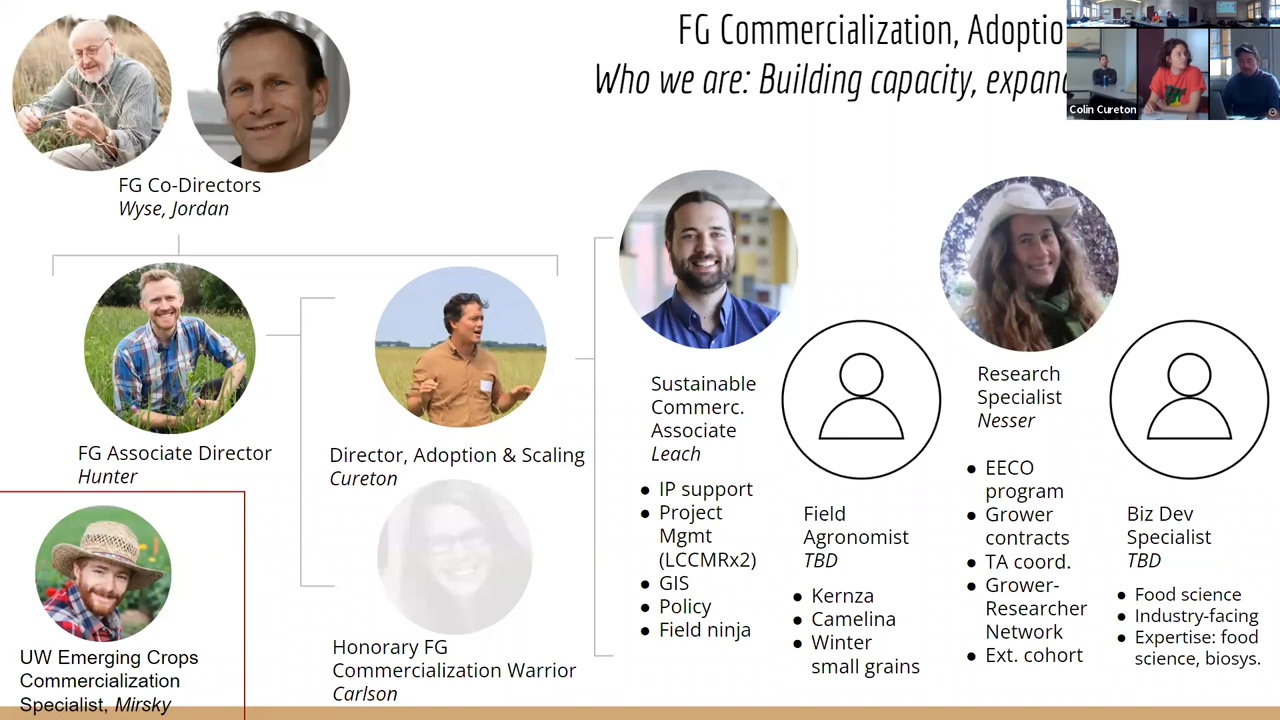 FG Commercialization, Adoptio
Who we are: Building capacity, expan
Colin Cureton
FG Co-Directors
Wyse, Jordan
FG Associate Director
Hunter
Director, Adoption & Scaling
Cureton
UW Emerging Crops
Commercialization
Specialist, Mirsky
Honorary FG
Commercialization Warrior
Carlson
Sustainable
Commerc.
Associate
Leach
● IP support
● Project
Mgmt
(LCCMRx2)
● GIS
● Policy
● Field ninja
Field
Agronomist
TBD
● Kernza
● Camelina
● Winter
small grains
Research
Specialist
Nesser
● EECO
program
● Grower
contracts
● TA coord.
● Grower-
Researcher
Network
● Ext. cohort
Biz Dev
Specialist
TBD
● Food science
● Industry-facing
● Expertise: food
science, biosys.